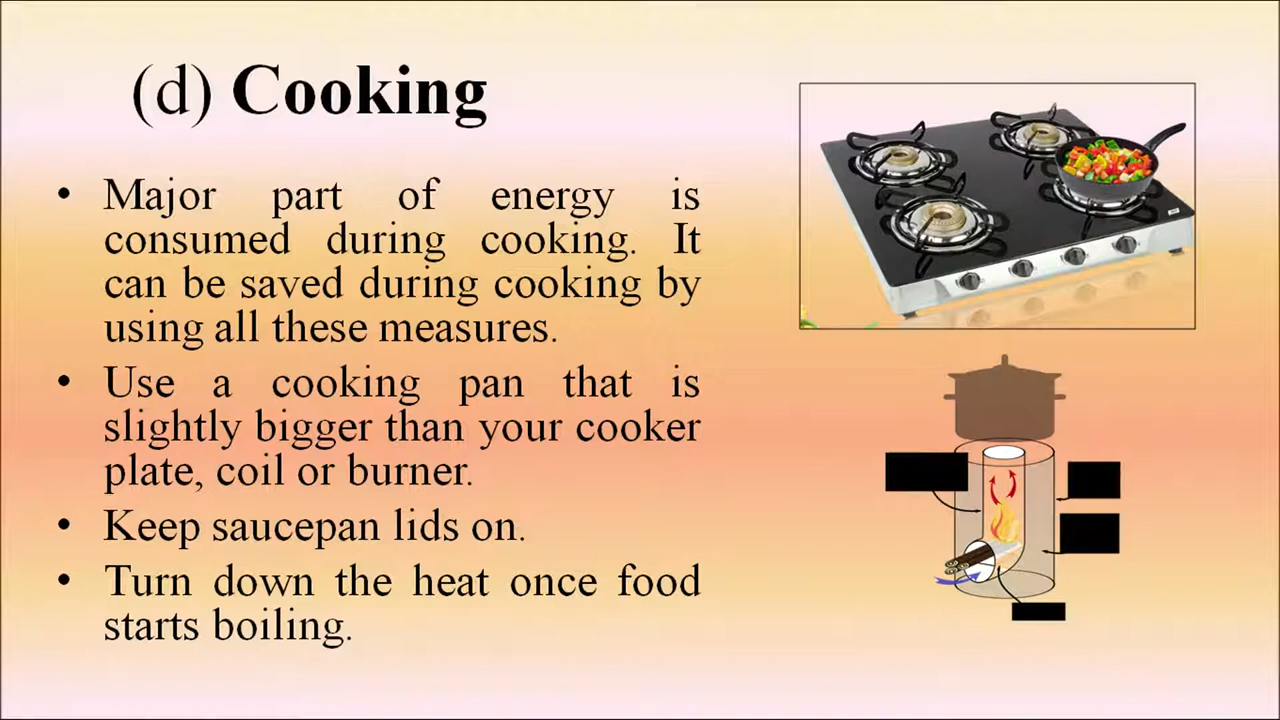 (d) Cooking
• Major part of energy is
consumed during cooking. It
can be saved during cooking by
using all these measures.
• Use a cooking pan that is
slightly bigger than your cooker
plate, coil or burner.
• Keep saucepan lids on.
• Turn down the heat once food
starts boiling.